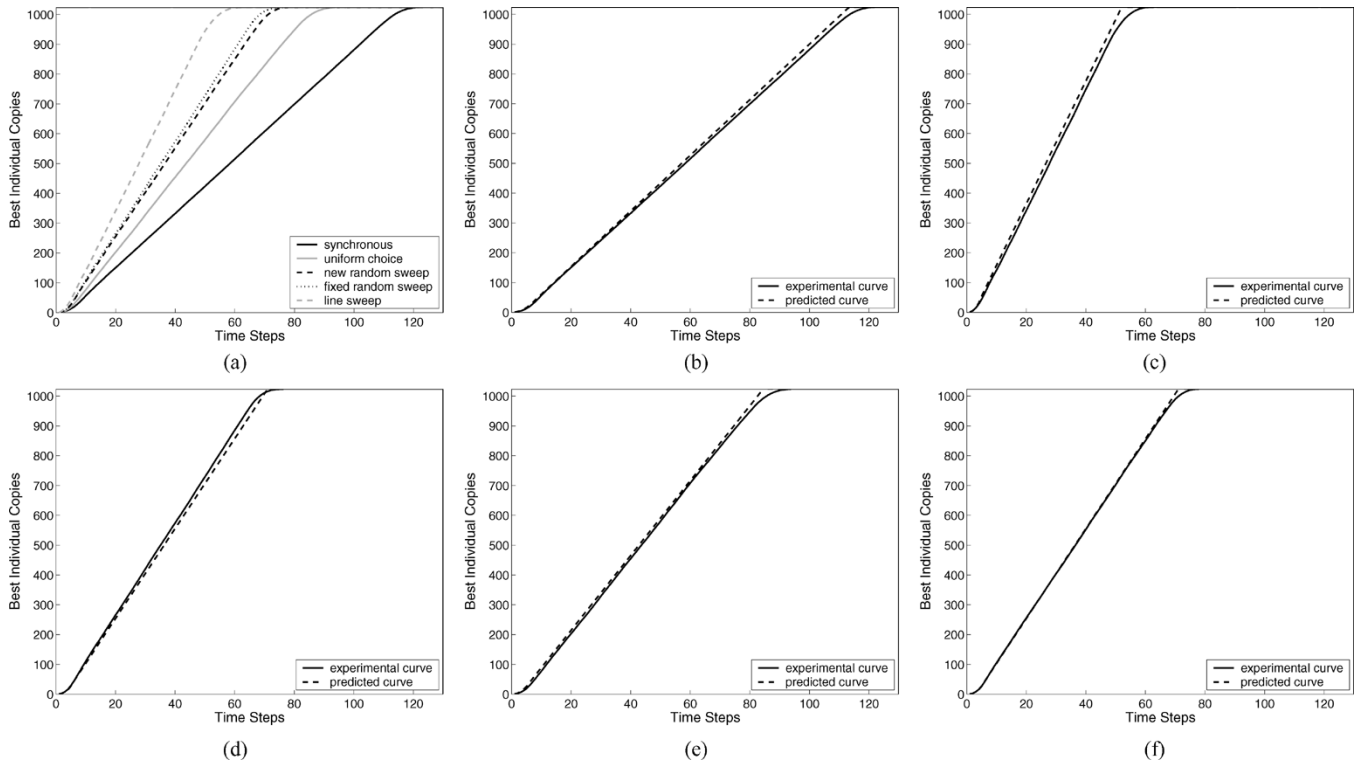 1000
900
800
700
600
500
400
300
200
100
0
Best Individual Copies
synchronous
uniform choice
new random sweep
fixed random sweep
line sweep
0 20 40 60 80 100 120
Time Steps
(a)
1000
900
800
700
600
500
400
300
200
100
0
Best Individual Copies
experimental curve
predicted curve
0 20 40 60 80 100 120
Time Steps
(b)
1000
900
800
700
600
500
400
300
200
100
0
Best Individual Copies
experimental curve
predicted curve
0 20 40 60 80 100 120
Time Steps
(c)
1000
900
800
700
600
500
400
300
200
100
0
Best Individual Copies
experimental curve
predicted curve
0 20 40 60 80 100 120
Time Steps
(d)
1000
900
800
700
600
500
400
300
200
100
0
Best Individual Copies
experimental curve
predicted curve
0 20 40 60 80 100 120
Time Steps
(e)
1000
900
800
700
600
500
400
300
200
100
0
Best Individual Copies
experimental curve
predicted curve
0 20 40 60 80 100 120
Time Steps
(f)